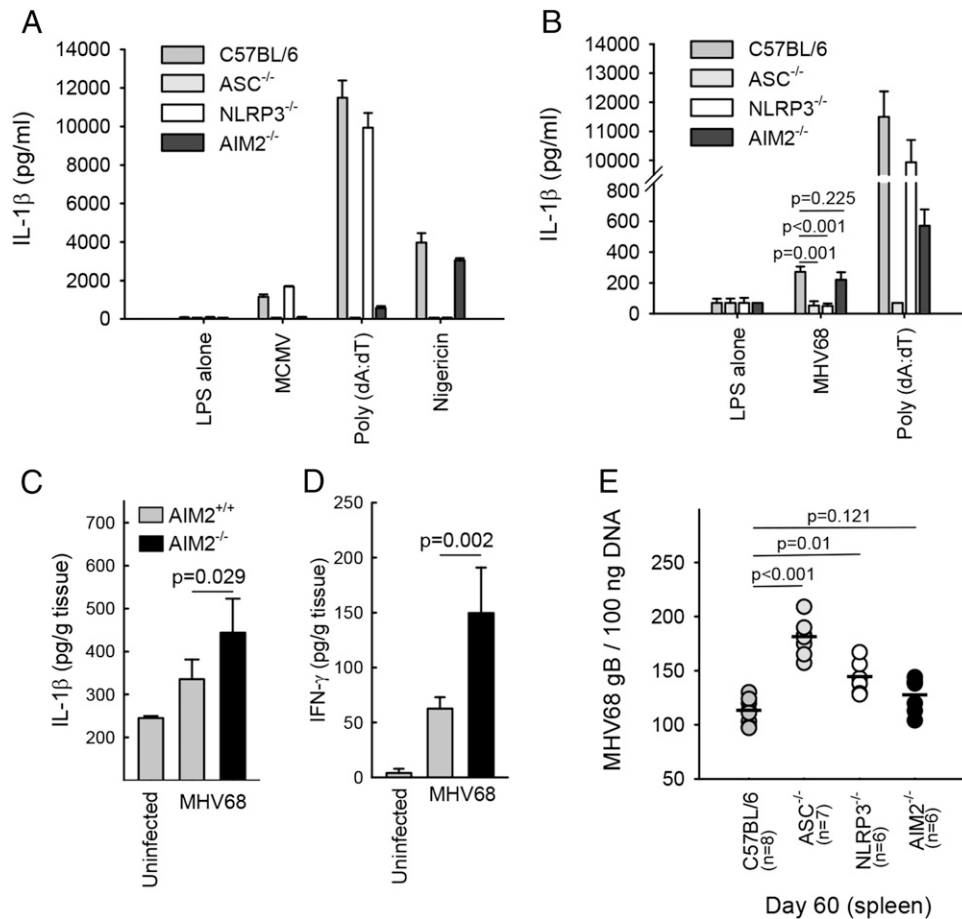 A
IL-1β (pg/ml)
14000
12000
10000
8000
6000
4000
2000
0
C57BL/6
ASC-/-
NLRP3-/-
AIM2-/-
LPS alone
MCMV
Poly (dA:dT)
Nigericin
B
IL-1β (pg/ml)
14000
13000
12000
11000
10000
800
600
400
200
0
C57BL/6
ASC-/-
NLRP3-/-
AIM2-/-
p=0.225
p<0.001
p=0.001
LPS alone
MHV68
Poly (dA:dT)
C
IL-1β (pg/g tissue)
700
600
500
400
300
200
AIM2+/+
AIM2-/-
p=0.029
Uninfected
MHV68
D
IFN-γ (pg/g tissue)
250
200
150
100
50
0
p=0.002
Uninfected
MHV68
E
MHV68 gB / 100 ng DNA
250
200
150
100
50
p=0.121
p=0.01
p<0.001
C57BL/6
(n=8)
ASC-/-
(n=7)
NLRP3-/-
(n=6)
AIM2-/-
(n=6)
Day 60 (spleen)